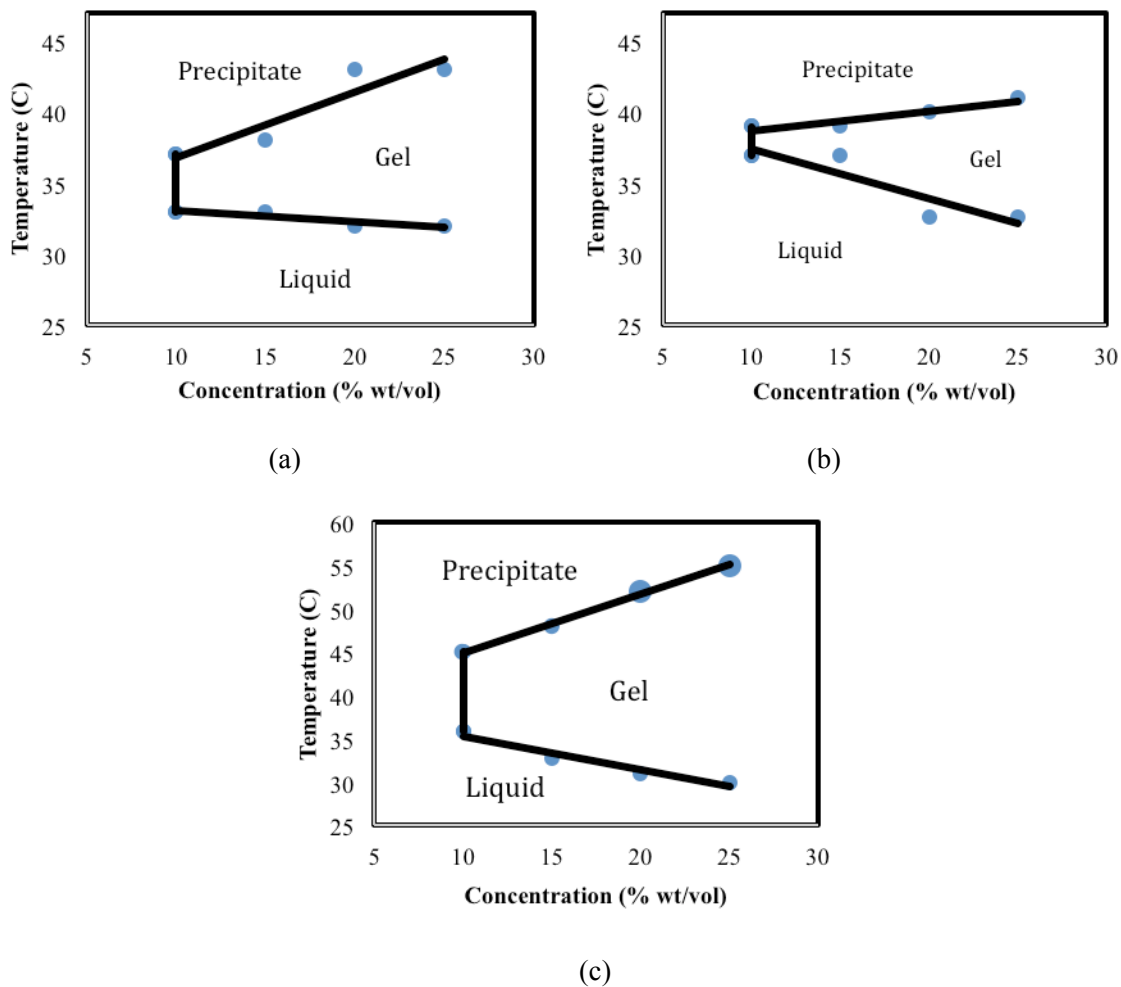 45
40
35
30
25
Temperature (C)
Precipitate
Gel
Liquid
5 10 15 20 25 30
Concentration (% wt/vol)
(a)
45
40
35
30
25
Temperature (C)
Precipitate
Gel
Liquid
5 10 15 20 25 30
Concentration (% wt/vol)
(b)
60
55
50
45
40
35
30
25
Temperature (C)
Precipitate
Gel
Liquid
5 10 15 20 25 30
Concentration (% wt/vol)
(c)